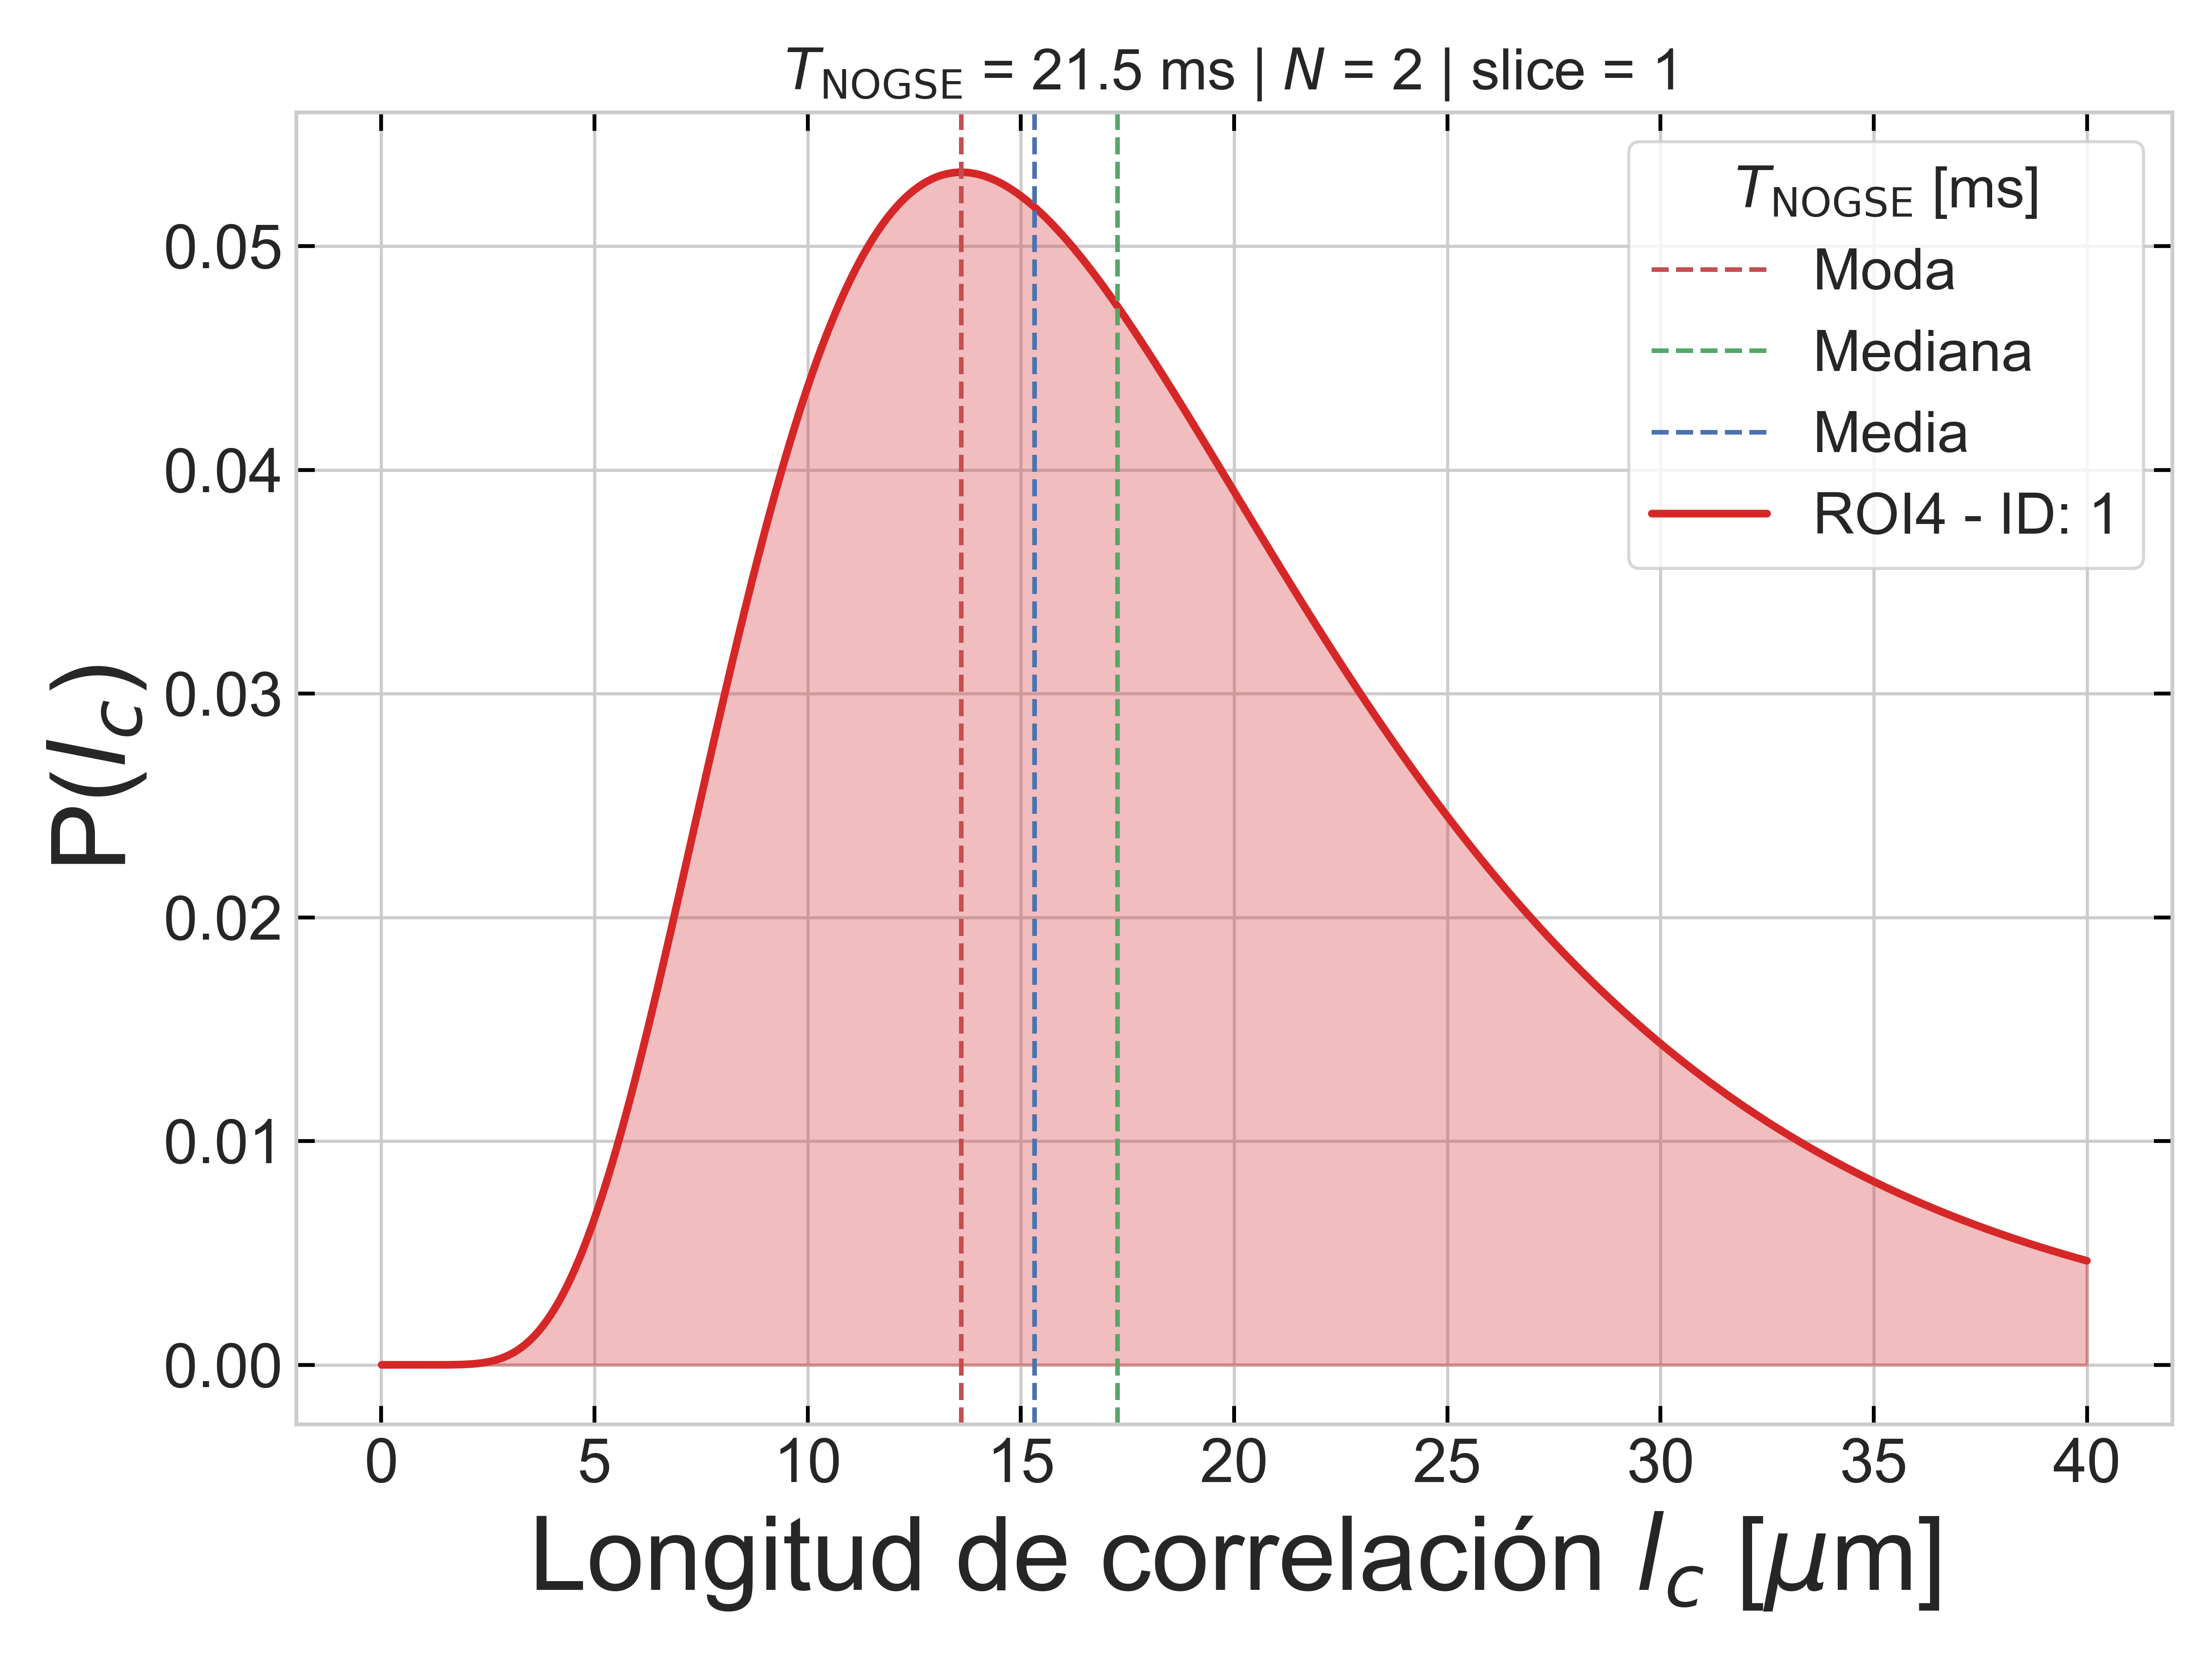 T_NOGSE = 21.5 ms | N = 2 | slice = 1
T_NOGSE [ms]
Moda
Mediana
Media
ROI4 - ID: 1
P(l_c)
0.05
0.04
0.03
0.02
0.01
0.00
0 5 10 15 20 25 30 35 40
Longitud de correlación l_c [μm]